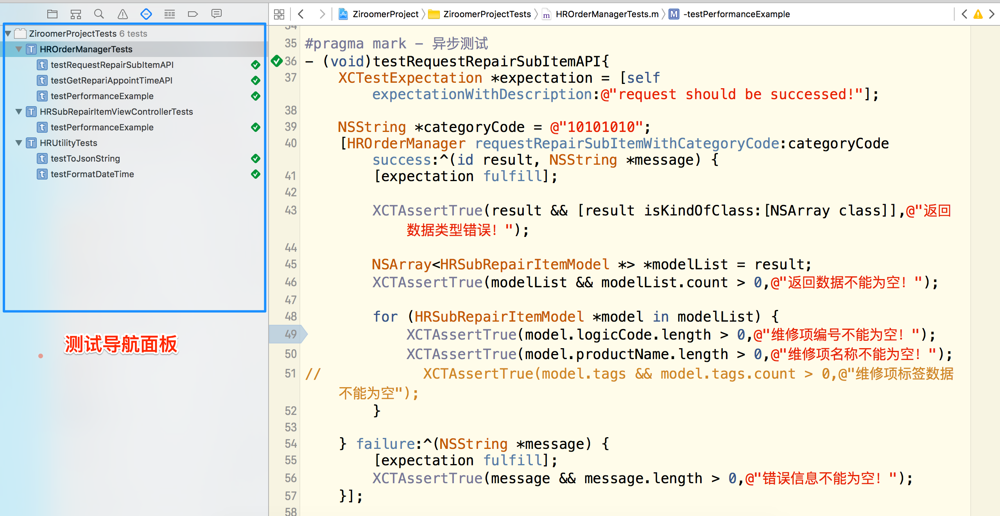 ZiroomerProject ZiroomerProjectTests m HROrderManagerTests.m M -testPerformanceExample
ZiroomerProjectTests 6 tests
T HROrderManagerTests
t testRequestRepairSubItemAPI
t testGetRepariAppointTimeAPI
t testPerformanceExample
T HRSubRepairItemViewControllerTests
t testPerformanceExample
T HRUtilityTests
t testToJsonString
t testFormatDateTime
测试导航面板
34
35 #pragma mark - 异步测试
36 - (void)testRequestRepairSubItemAPI{
37 XCTestExpectation *expectation = [self
expectationWithDescription:@"request should be successed!"];
38
39 NSString *categoryCode = @"10101010";
40 [HROrderManager requestRepairSubItemWithCategoryCode:categoryCode
success:^(id result, NSString *message) {
41 [expectation fulfill];
42
43 XCTAssertTrue(result && [result isKindOfClass:[NSArray class]],@"返回
数据类型错误！");
44
45 NSArray<HRSubRepairItemModel *> *modelList = result;
46 XCTAssertTrue(modelList && modelList.count > 0,@"返回数据不能为空！");
47
48 for (HRSubRepairItemModel *model in modelList) {
49 XCTAssertTrue(model.logicCode.length > 0,@"维修项编号不能为空！");
50 XCTAssertTrue(model.productName.length > 0,@"维修项名称不能为空！");
51 // XCTAssertTrue(model.tags && model.tags.count > 0,@"维修项标签数据
不能为空");
52 }
53
54 } failure:^(NSString *message) {
55 [expectation fulfill];
56 XCTAssertTrue(message && message.length > 0,@"错误信息不能为空！");
57 }];
58